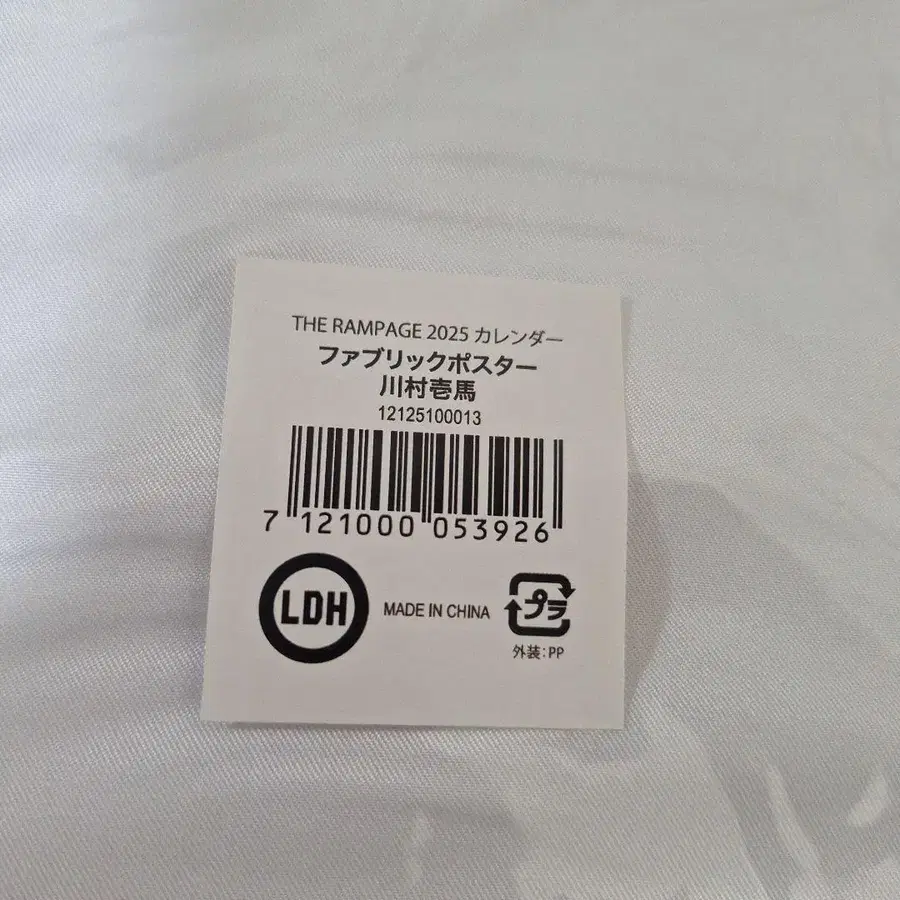 THE RAMPAGE 2025 カレンダー
ファブリックポスター
川村壱馬
12125100013
7 121000 053926
LDH
MADE IN CHINA
プラ
外装:PP